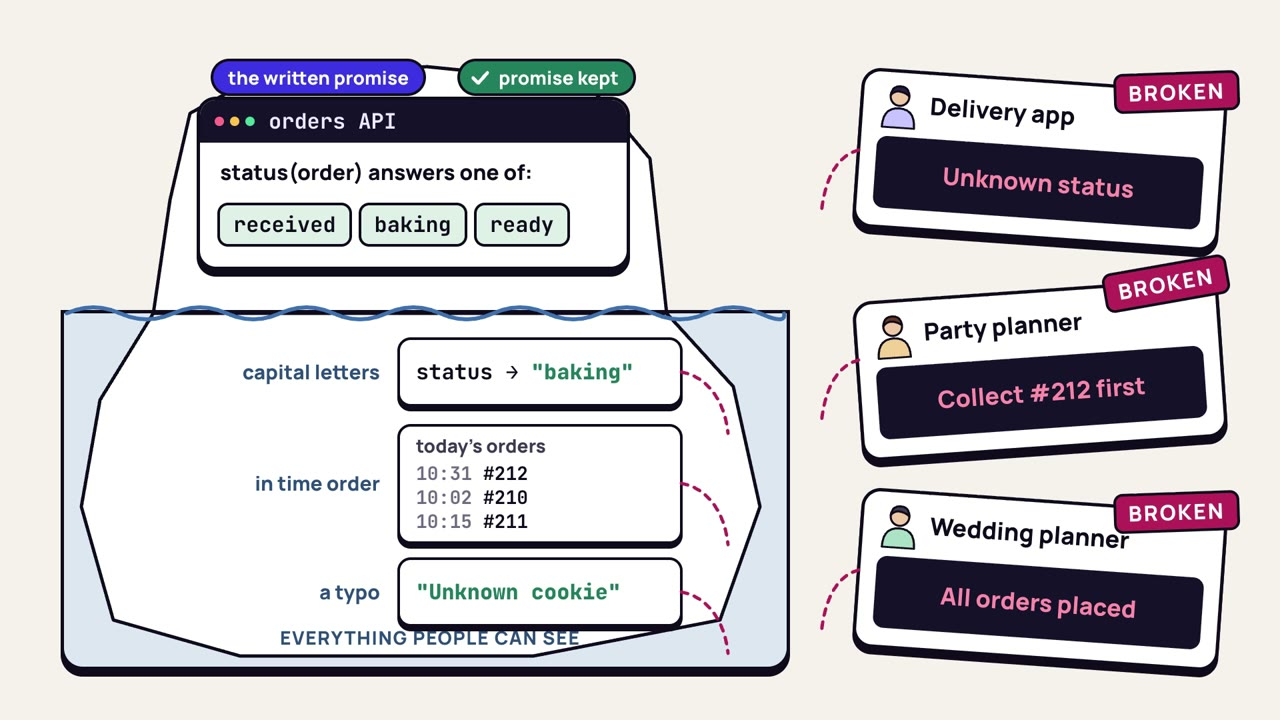 the written promise
promise kept
orders API
status(order) answers one of:
received
baking
ready
capital letters
status → "baking"
in time order
today's orders
10:31 #212
10:02 #210
10:15 #211
a typo
"Unknown cookie"
EVERYTHING PEOPLE CAN SEE
BROKEN
Delivery app
Unknown status
BROKEN
Party planner
Collect #212 first
BROKEN
Wedding planner
All orders placed